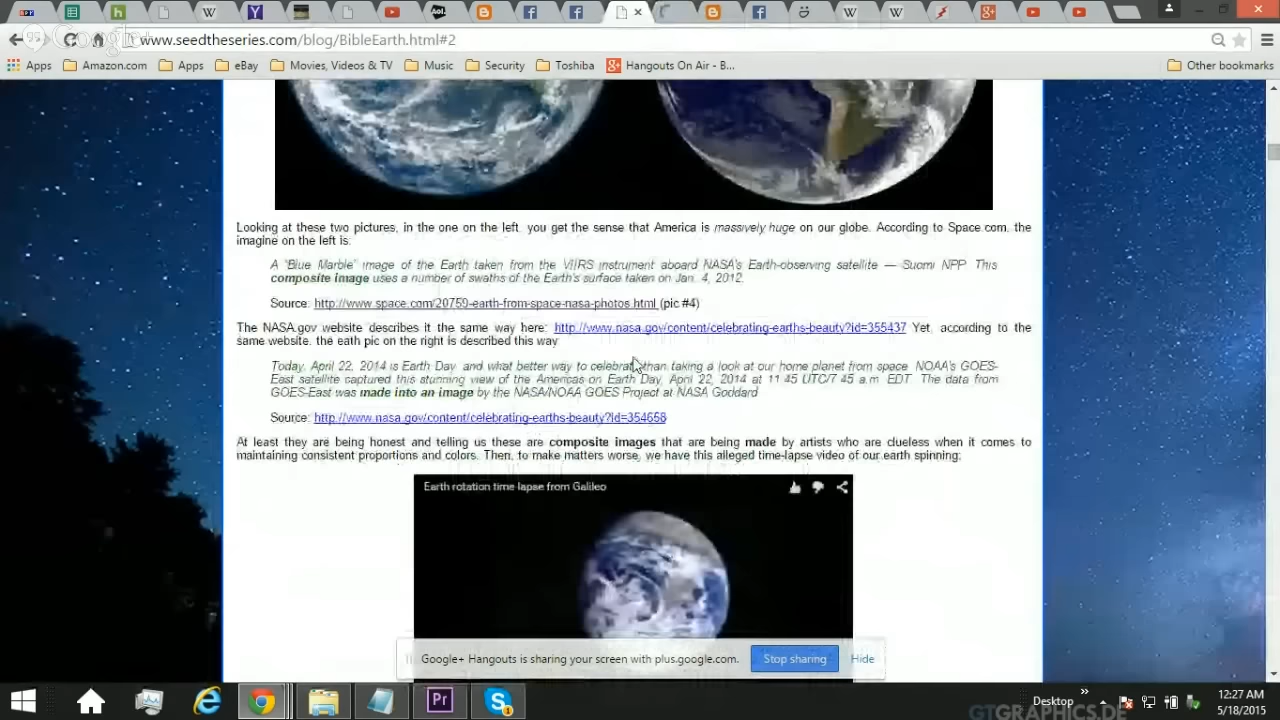 www.seedtheseries.com/blog/BibleEarth.html#2
Apps Amazon.com Apps eBay Movies, Videos & TV Music Security Toshiba Hangouts On Air - B... Other bookmarks
Looking at these two pictures, in the one on the left, you get the sense that America is massively huge on our globe. According to Space.com, the
imagine on the left is:
A "Blue Marble" image of the Earth taken from the VIIRS instrument aboard NASA's Earth-observing satellite — Suomi NPP. This
composite image uses a number of swaths of the Earth's surface taken on Jan. 4, 2012.
Source: http://www.space.com/20759-earth-from-space-nasa-photos.html (pic #4)
The NASA.gov website describes it the same way here: http://www.nasa.gov/content/celebrating-earths-beauty?id=355437 Yet, according to the
same website, the eath pic on the right is described this way
Today, April 22, 2014 is Earth Day, and what better way to celebrate than taking a look at our home planet from space. NOAA's GOES-
East satellite captured this stunning view of the Americas on Earth Day, April 22, 2014 at 11:45 UTC/7:45 a.m. EDT. The data from
GOES-East was made into an image by the NASA/NOAA GOES Project at NASA Goddard
Source: http://www.nasa.gov/content/celebrating-earths-beauty?id=354658
At least they are being honest and telling us these are composite images that are being made by artists who are clueless when it comes to
maintaining consistent proportions and colors. Then, to make matters worse, we have this alleged time-lapse video of our earth spinning:
Earth rotation time lapse from Galileo
Google+ Hangouts is sharing your screen with plus.google.com. Stop sharing Hide
Desktop
12:27 AM
5/18/2015
GTGRAPHICS.DE